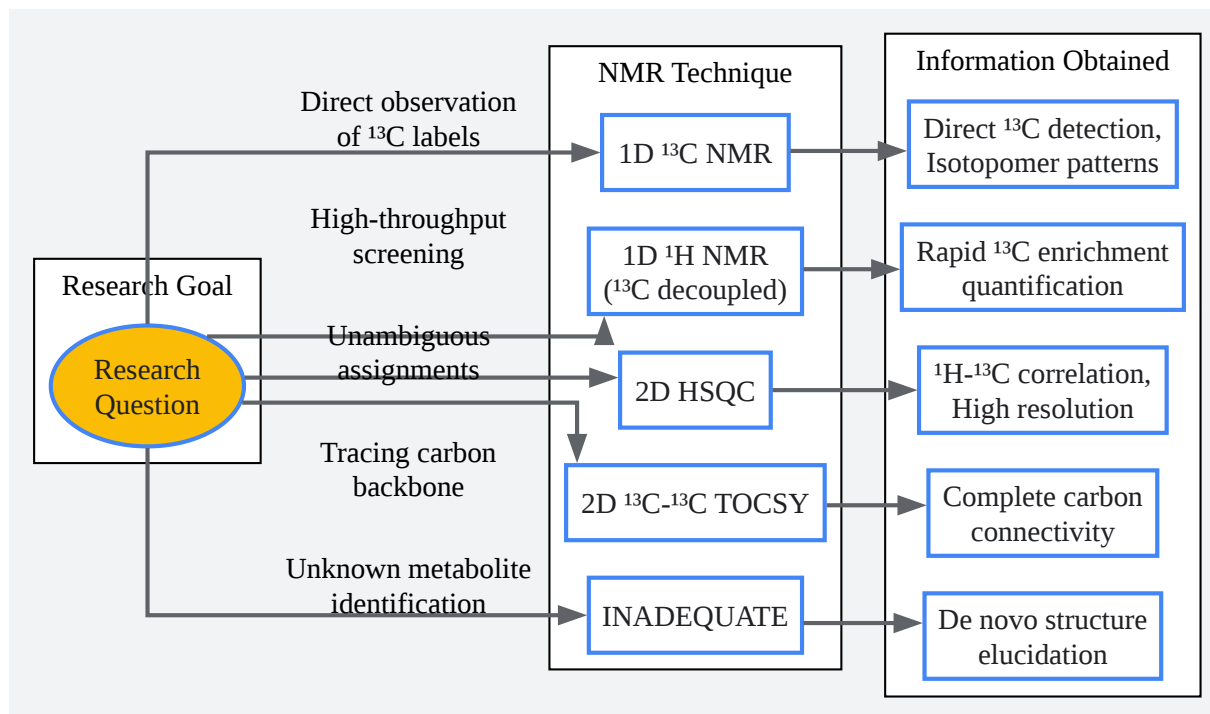 Research Goal
Research
Question
Direct observation
of ¹³C labels
High-throughput
screening
Unambiguous
assignments
Tracing carbon
backbone
Unknown metabolite
identification
NMR Technique
1D ¹³C NMR
1D ¹H NMR
(¹³C decoupled)
2D HSQC
2D ¹³C-¹³C TOCSY
INADEQUATE
Information Obtained
Direct ¹³C detection,
Isotopomer patterns
Rapid ¹³C enrichment
quantification
¹H-¹³C correlation,
High resolution
Complete carbon
connectivity
De novo structure
elucidation